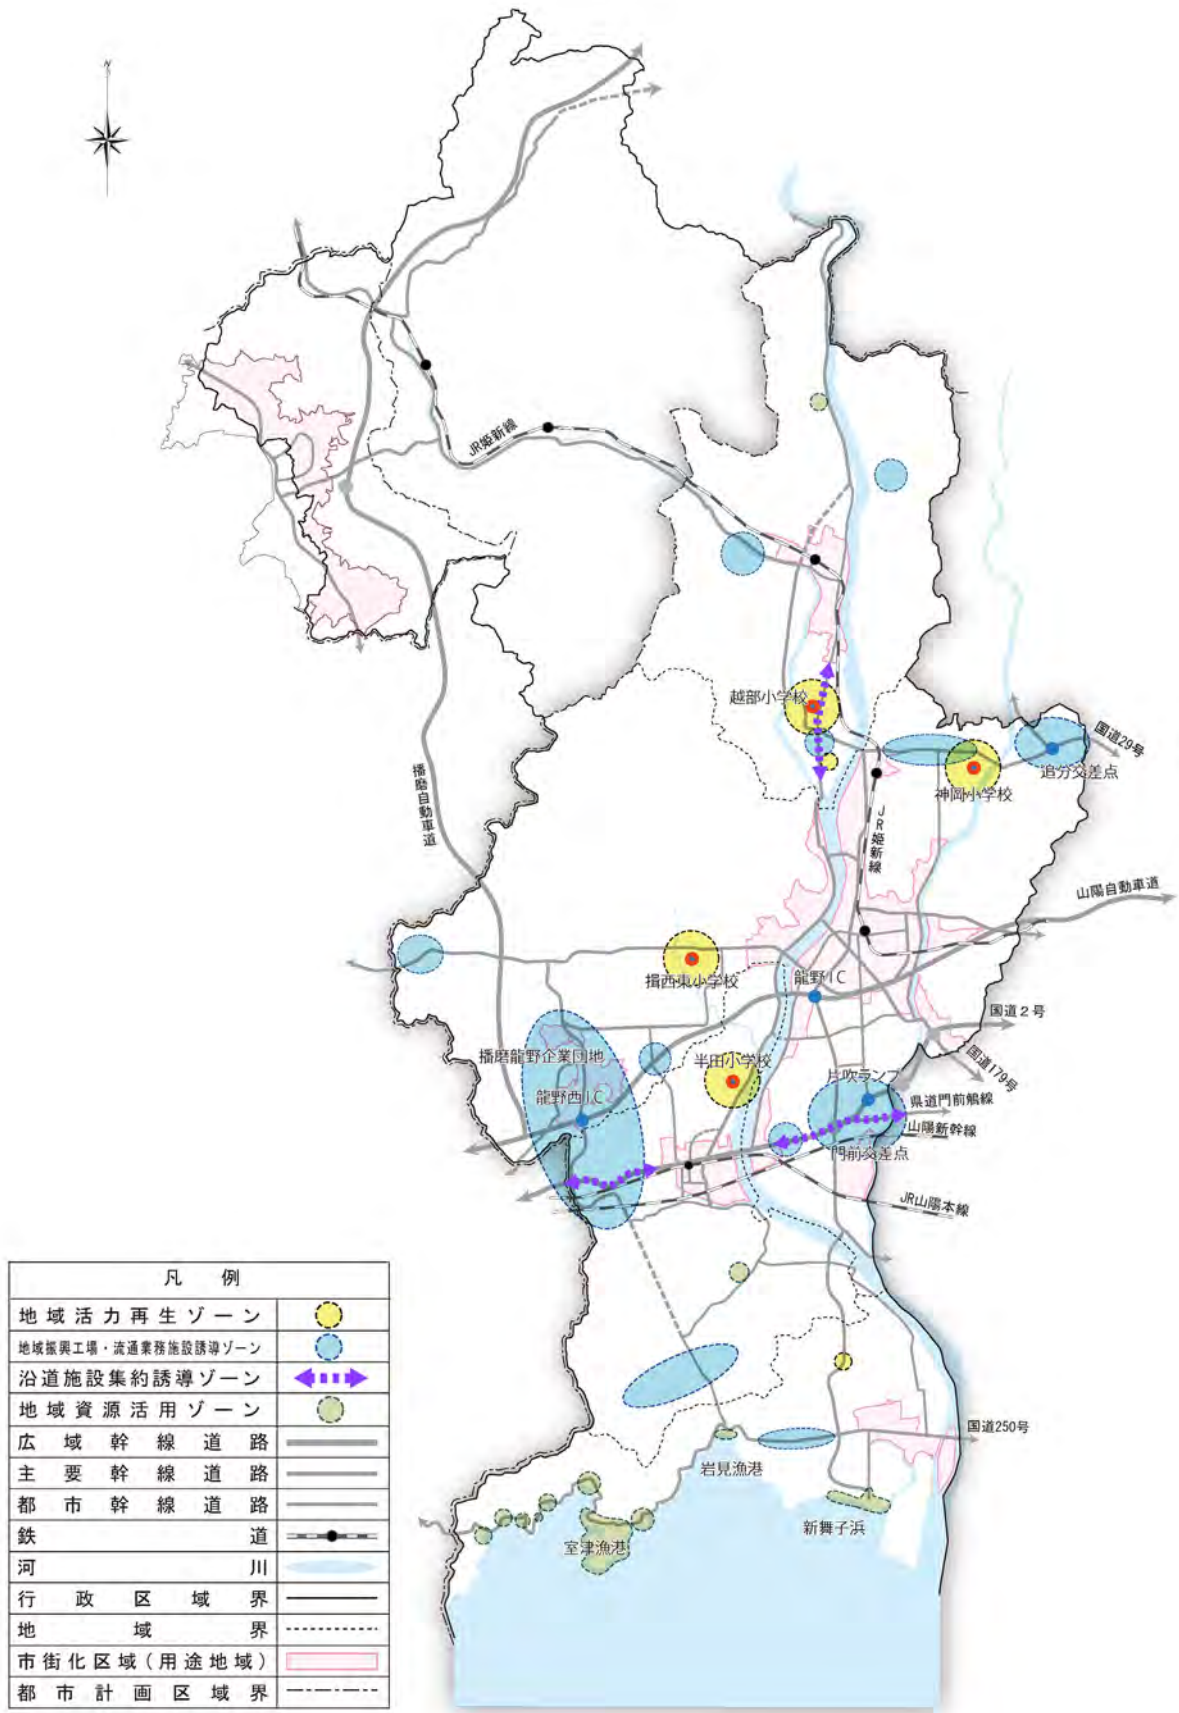 N
JR姫新線
越部小学校
国道29号
追分交差点
神岡小学校
播磨自動車道
JR姫新線
山陽自動車道
揖西東小学校
龍野IC
国道2号
播磨龍野企業団地
半田小学校
国道179号
片吹ランプ
龍野西IC
県道門前鵤線
山陽新幹線
門前交差点
JR山陽本線
国道250号
岩見漁港
新舞子浜
室津漁港
凡例
地域活力再生ゾーン
地域振興工場・流通業務施設誘導ゾーン
沿道施設集約誘導ゾーン
地域資源活用ゾーン
広域幹線道路
主要幹線道路
都市幹線道路
鉄道
河川
行政区域界
地域界
市街化区域(用途地域)
都市計画区域界